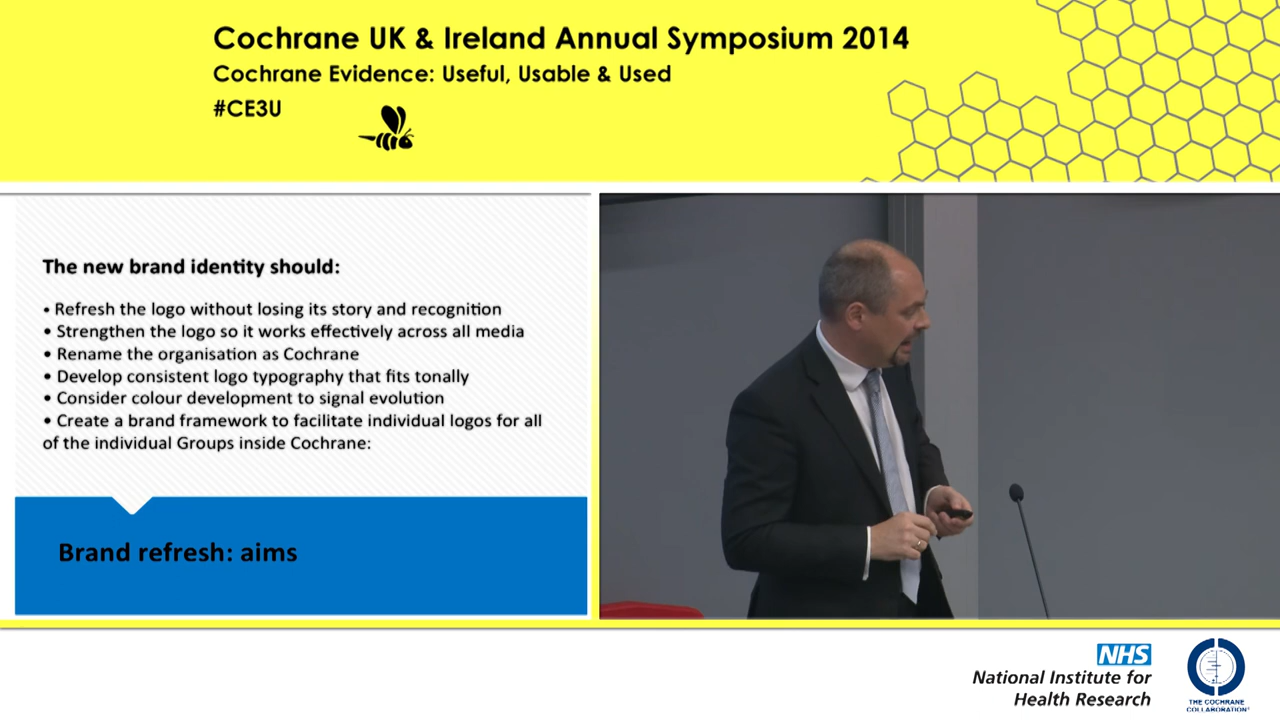 Cochrane UK & Ireland Annual Symposium 2014
Cochrane Evidence: Useful, Usable & Used
#CE3U
The new brand identity should:
• Refresh the logo without losing its story and recognition
• Strengthen the logo so it works effectively across all media
• Rename the organisation as Cochrane
• Develop consistent logo typography that fits tonally
• Consider colour development to signal evolution
• Create a brand framework to facilitate individual logos for all
of the individual Groups inside Cochrane:
Brand refresh: aims
NHS
National Institute for
Health Research
THE COCHRANE
COLLABORATION®